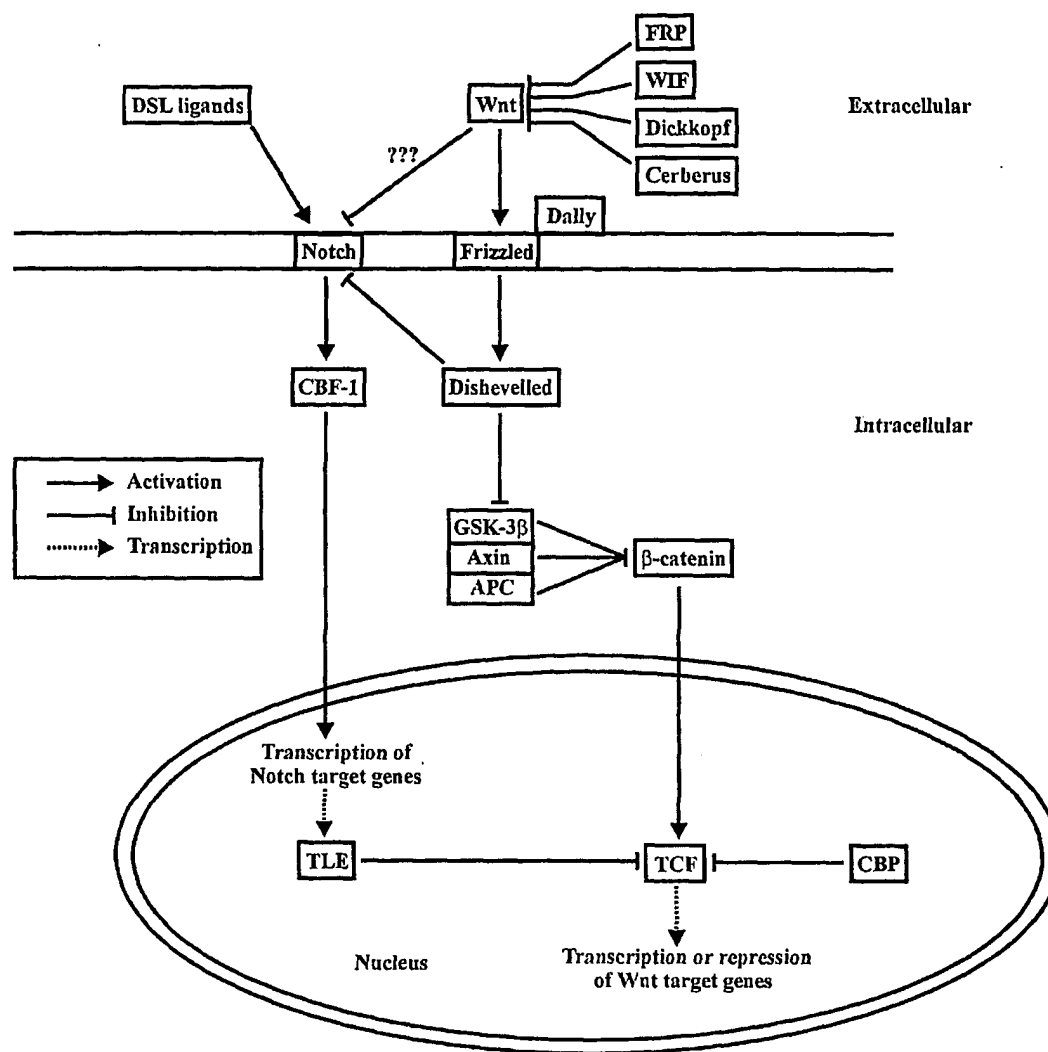 FRP
WIF
DSL ligands
Wnt
Extracellular
Dickkopf
???
Cerberus
Dally
Notch
Frizzled
CBF-1
Dishevelled
Intracellular
Activation
Inhibition
Transcription
GSK-3β
Axin
β-catenin
APC
Transcription of
Notch target genes
TLE
TCF
CBP
Nucleus
Transcription or repression
of Wnt target genes